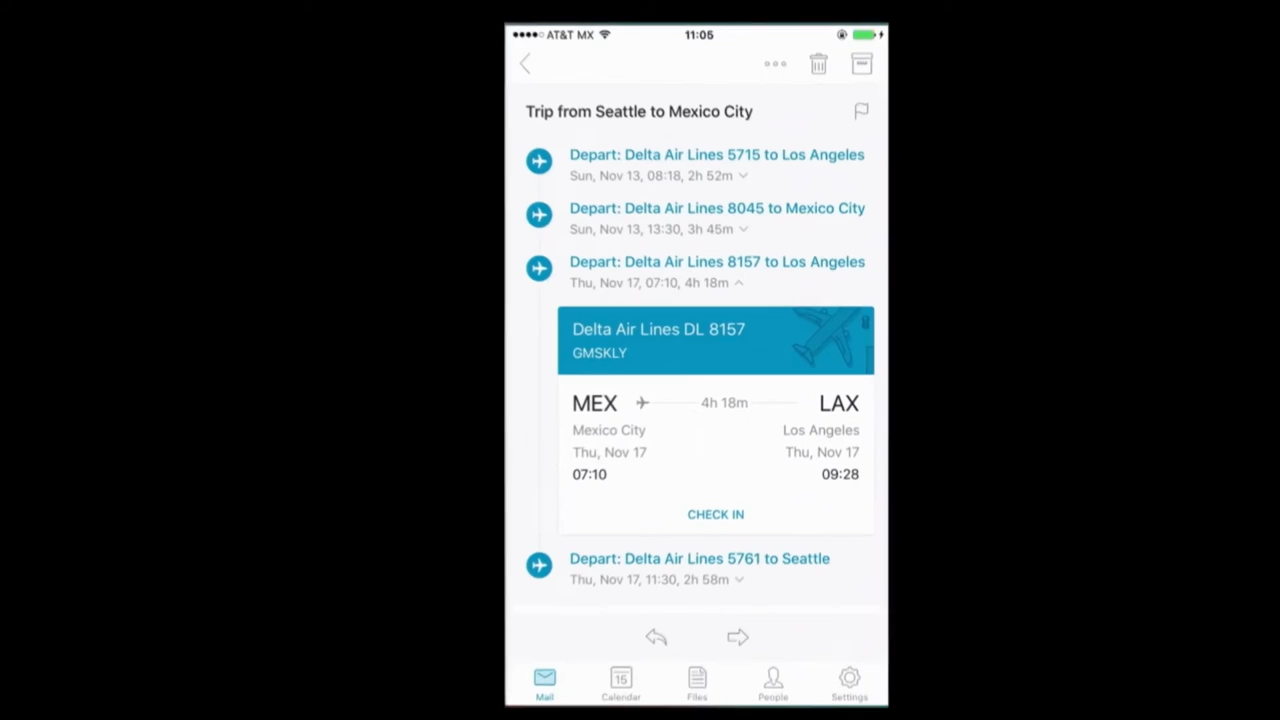 AT&T MX 11:05
Trip from Seattle to Mexico City
Depart: Delta Air Lines 5715 to Los Angeles
Sun, Nov 13, 08:18, 2h 52m
Depart: Delta Air Lines 8045 to Mexico City
Sun, Nov 13, 13:30, 3h 45m
Depart: Delta Air Lines 8157 to Los Angeles
Thu, Nov 17, 07:10, 4h 18m
Delta Air Lines DL 8157
GMSKLY
MEX 4h 18m LAX
Mexico City Los Angeles
Thu, Nov 17 Thu, Nov 17
07:10 09:28
CHECK IN
Depart: Delta Air Lines 5761 to Seattle
Thu, Nov 17, 11:30, 2h 58m
15
Mail Calendar Files People Settings